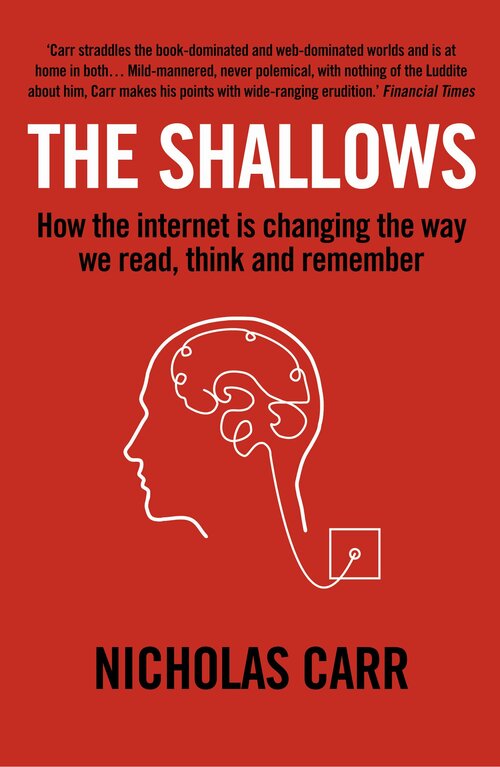 ‘Carr straddles the book-dominated and web-dominated worlds and is at
home in both… Mild-mannered, never polemical, with nothing of the Luddite
about him, Carr makes his points with wide-ranging erudition.’ Financial Times
THE SHALLOWS
How the internet is changing the way
we read, think and remember
NICHOLAS CARR